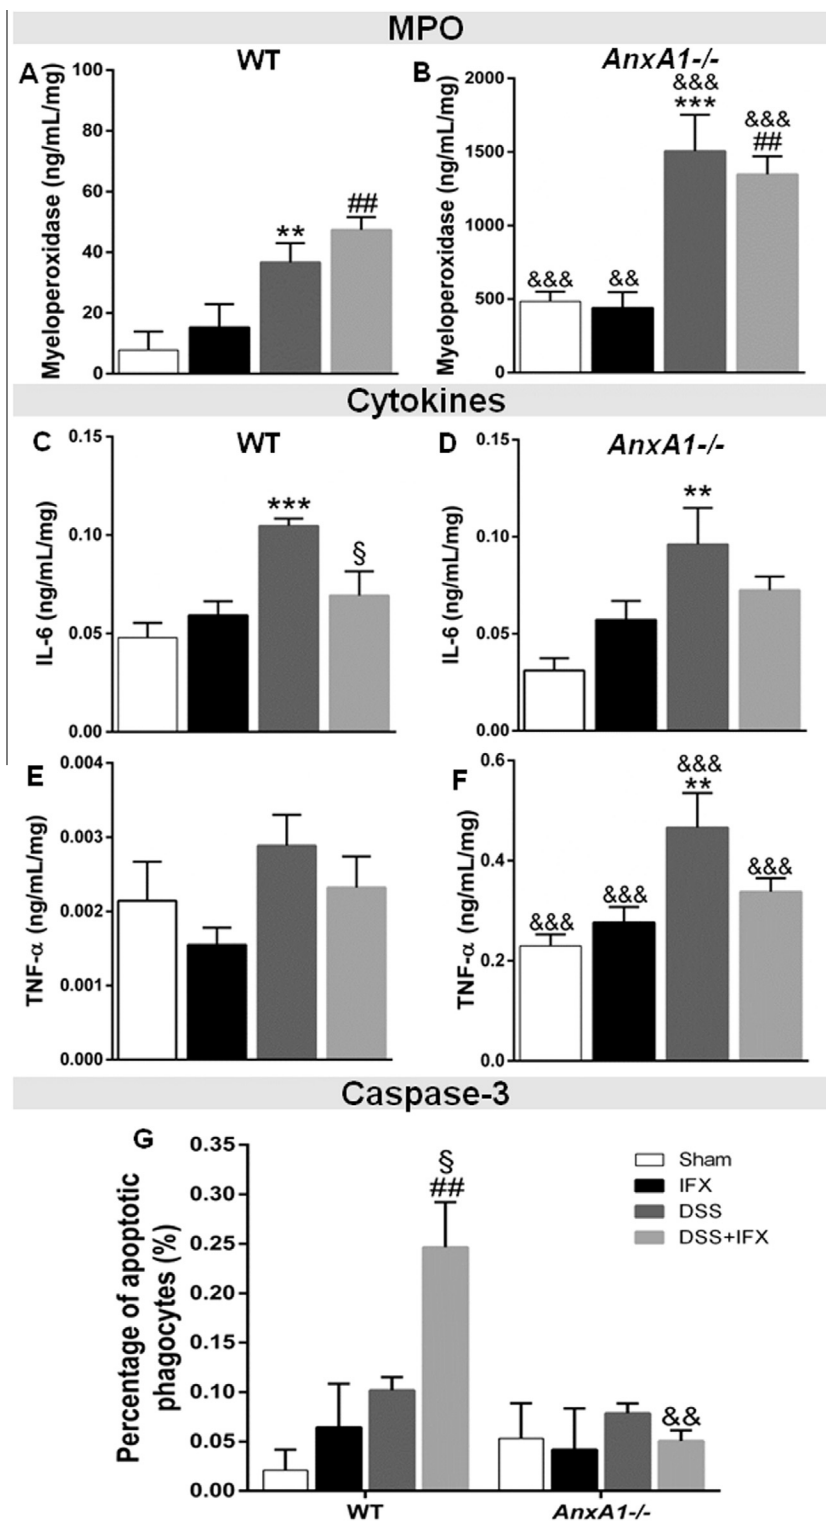 MPO
A
WT
Myeloperoxidase (ng/mL/mg)
100
80
60
40
20
0
**
##
B
AnxA1-/-
Myeloperoxidase (ng/mL/mg)
2000
1500
1000
500
0
&&&
&&
&&&
***
&&&
##
Cytokines
C
WT
IL-6 (ng/mL/mg)
0.15
0.10
0.05
0.00
***
§
D
AnxA1-/-
IL-6 (ng/mL/mg)
0.15
0.10
0.05
0.00
**
E
TNF-α (ng/mL/mg)
0.004
0.003
0.002
0.001
0.000
F
TNF-α (ng/mL/mg)
0.6
0.4
0.2
0.0
&&&
&&&
&&&
**
&&&
Caspase-3
G
Percentage of apoptotic
phagocytes (%)
0.35
0.30
0.25
0.20
0.15
0.10
0.05
0.00
§
##
&&
Sham
IFX
DSS
DSS+IFX
WT
AnxA1-/-